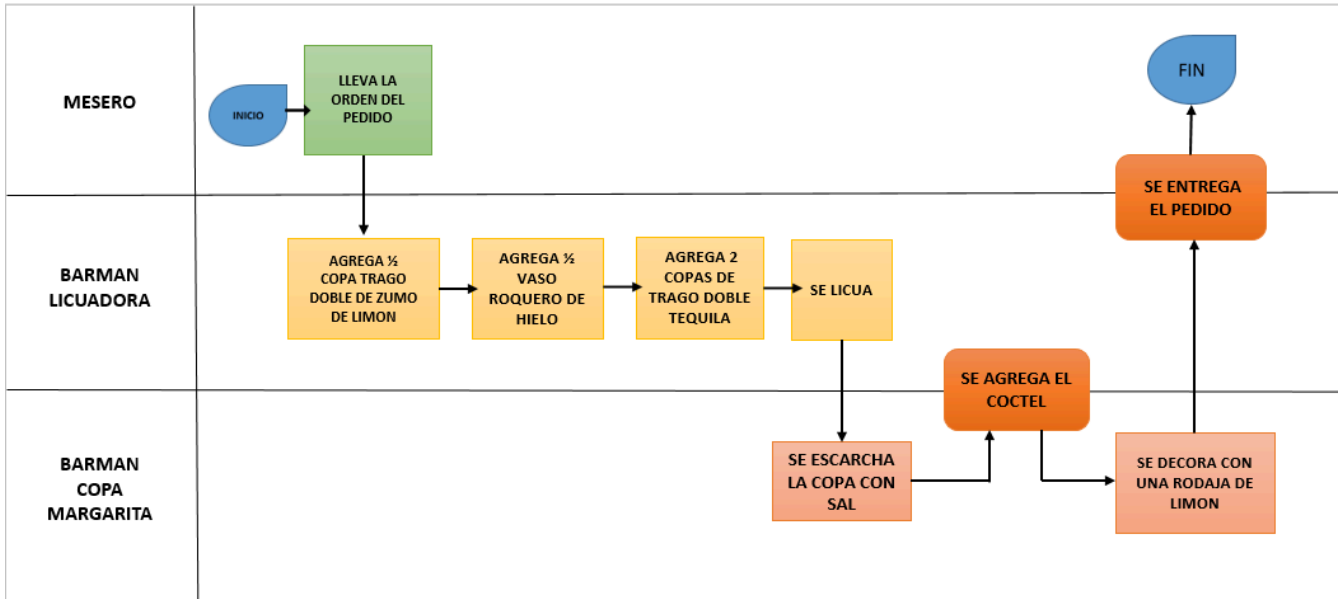 MESERO
INICIO
LLEVA LA
ORDEN DEL
PEDIDO
FIN
SE ENTREGA
EL PEDIDO
BARMAN
LICUADORA
AGREGA ½
COPA TRAGO
DOBLE DE ZUMO
DE LIMON
AGREGA ½
VASO
ROQUERO DE
HIELO
AGREGA 2
COPAS DE
TRAGO DOBLE
TEQUILA
SE LICUA
SE AGREGA EL
COCTEL
BARMAN
COPA
MARGARITA
SE ESCARCHA
LA COPA CON
SAL
SE DECORA CON
UNA RODAJA DE
LIMON